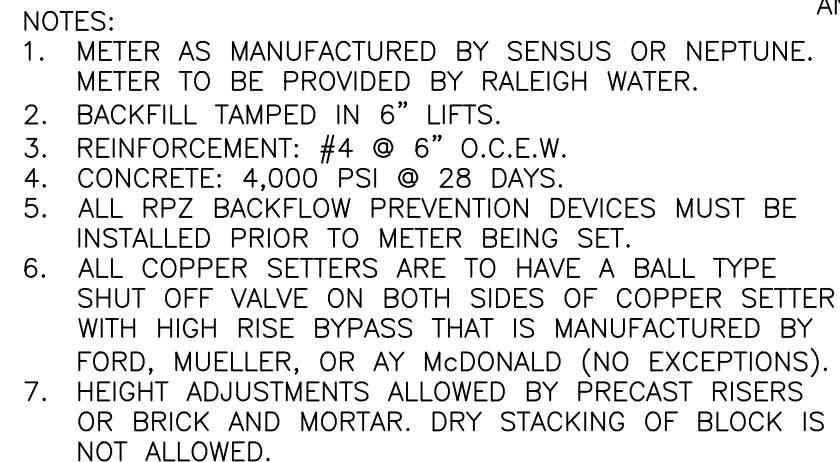 AN
NOTES:
1. METER AS MANUFACTURED BY SENSUS OR NEPTUNE.
METER TO BE PROVIDED BY RALEIGH WATER.
2. BACKFILL TAMPED IN 6" LIFTS.
3. REINFORCEMENT: #4 @ 6" O.C.E.W.
4. CONCRETE: 4,000 PSI @ 28 DAYS.
5. ALL RPZ BACKFLOW PREVENTION DEVICES MUST BE
INSTALLED PRIOR TO METER BEING SET.
6. ALL COPPER SETTERS ARE TO HAVE A BALL TYPE
SHUT OFF VALVE ON BOTH SIDES OF COPPER SETTER
WITH HIGH RISE BYPASS THAT IS MANUFACTURED BY
FORD, MUELLER, OR AY McDONALD (NO EXCEPTIONS).
7. HEIGHT ADJUSTMENTS ALLOWED BY PRECAST RISERS
OR BRICK AND MORTAR. DRY STACKING OF BLOCK IS
NOT ALLOWED.